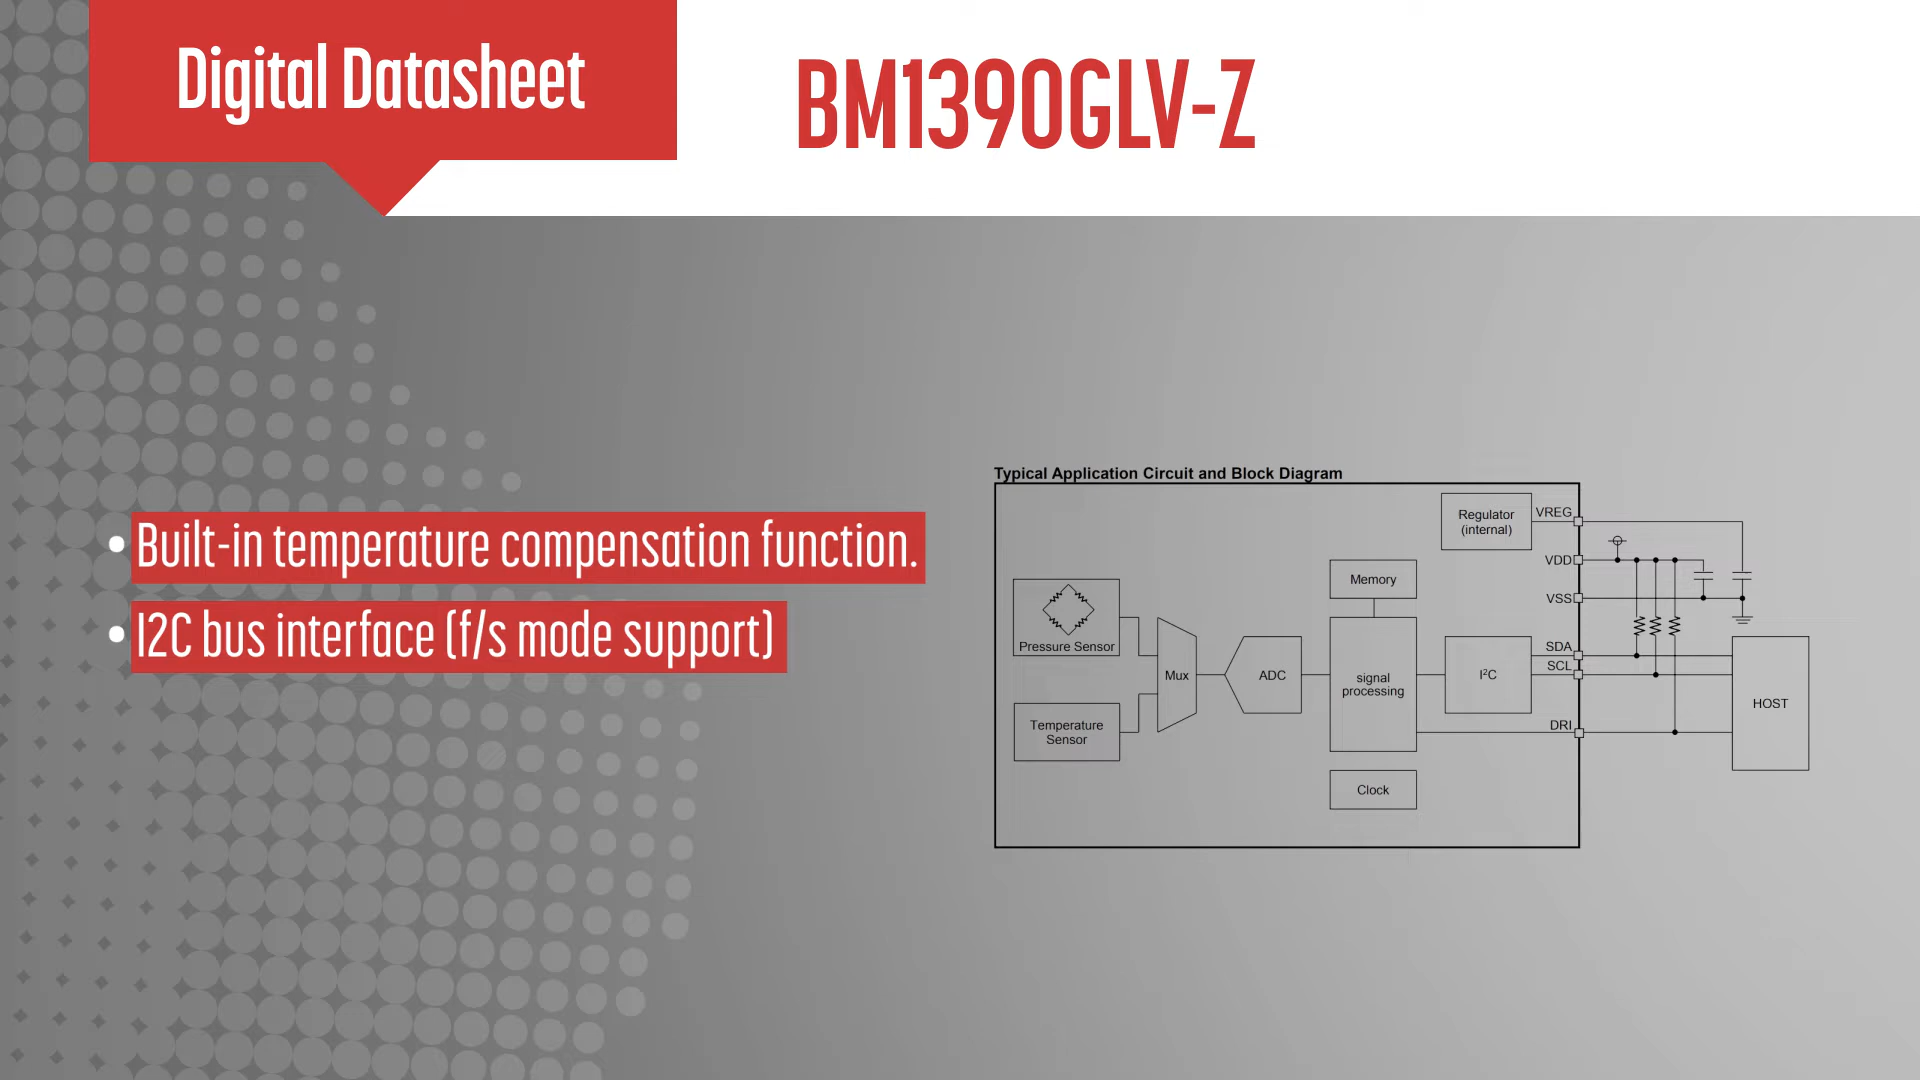 Digital Datasheet
BM1390GLV-Z
• Built-in temperature compensation function.
• I2C bus interface (f/s mode support)
Typical Application Circuit and Block Diagram
Regulator
(internal)
VREG
VDD
VSS
Memory
Pressure Sensor
Mux
ADC
signal
processing
I²C
SDA
SCL
DRI
HOST
Temperature
Sensor
Clock